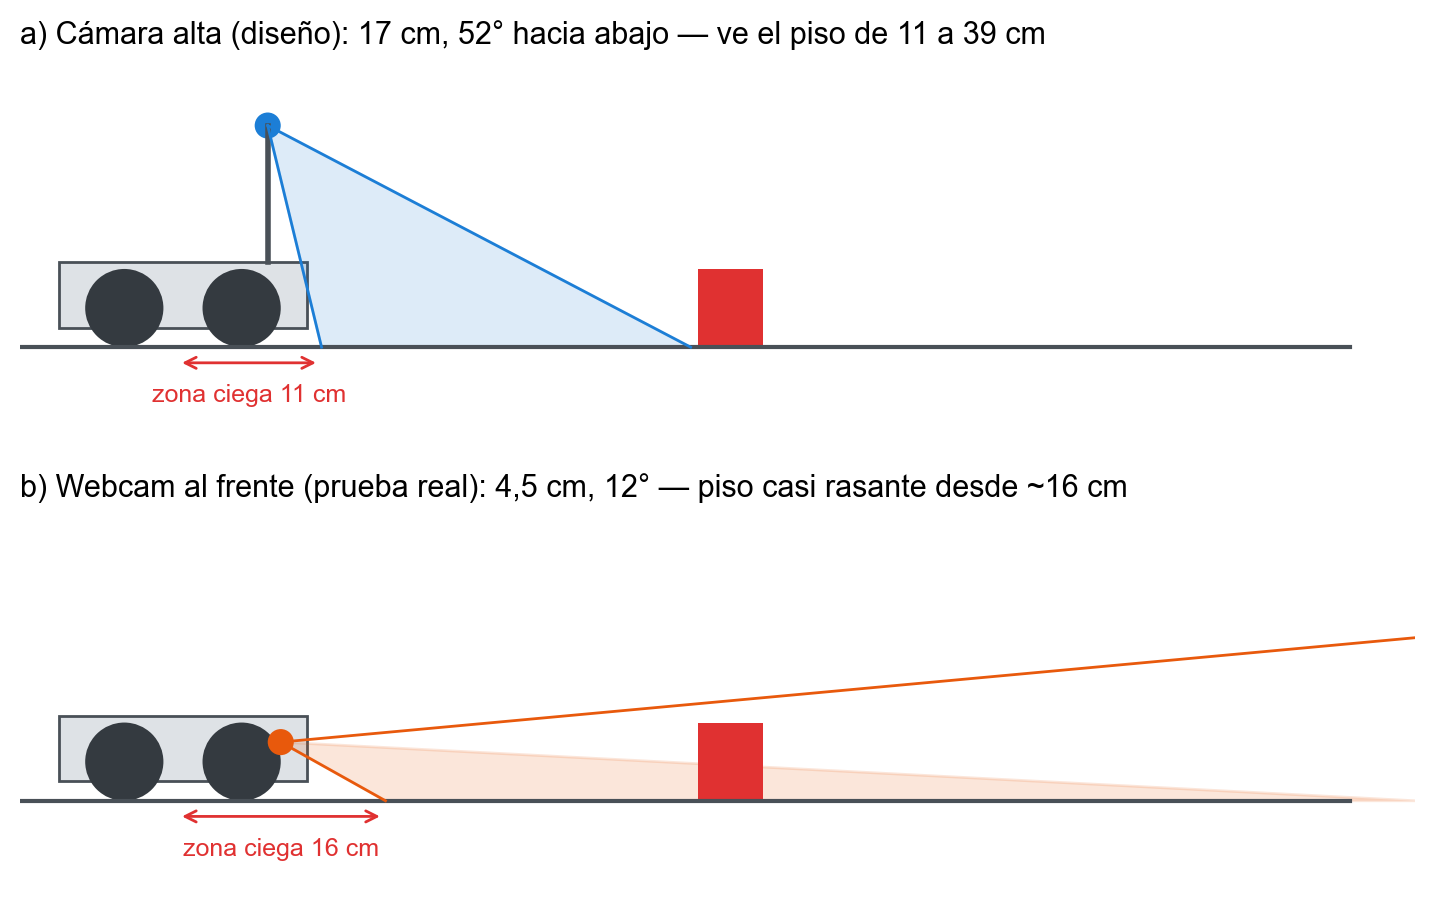 a) Cámara alta (diseño): 17 cm, 52° hacia abajo — ve el piso de 11 a 39 cm
zona ciega 11 cm
b) Webcam al frente (prueba real): 4,5 cm, 12° — piso casi rasante desde ~16 cm
zona ciega 16 cm